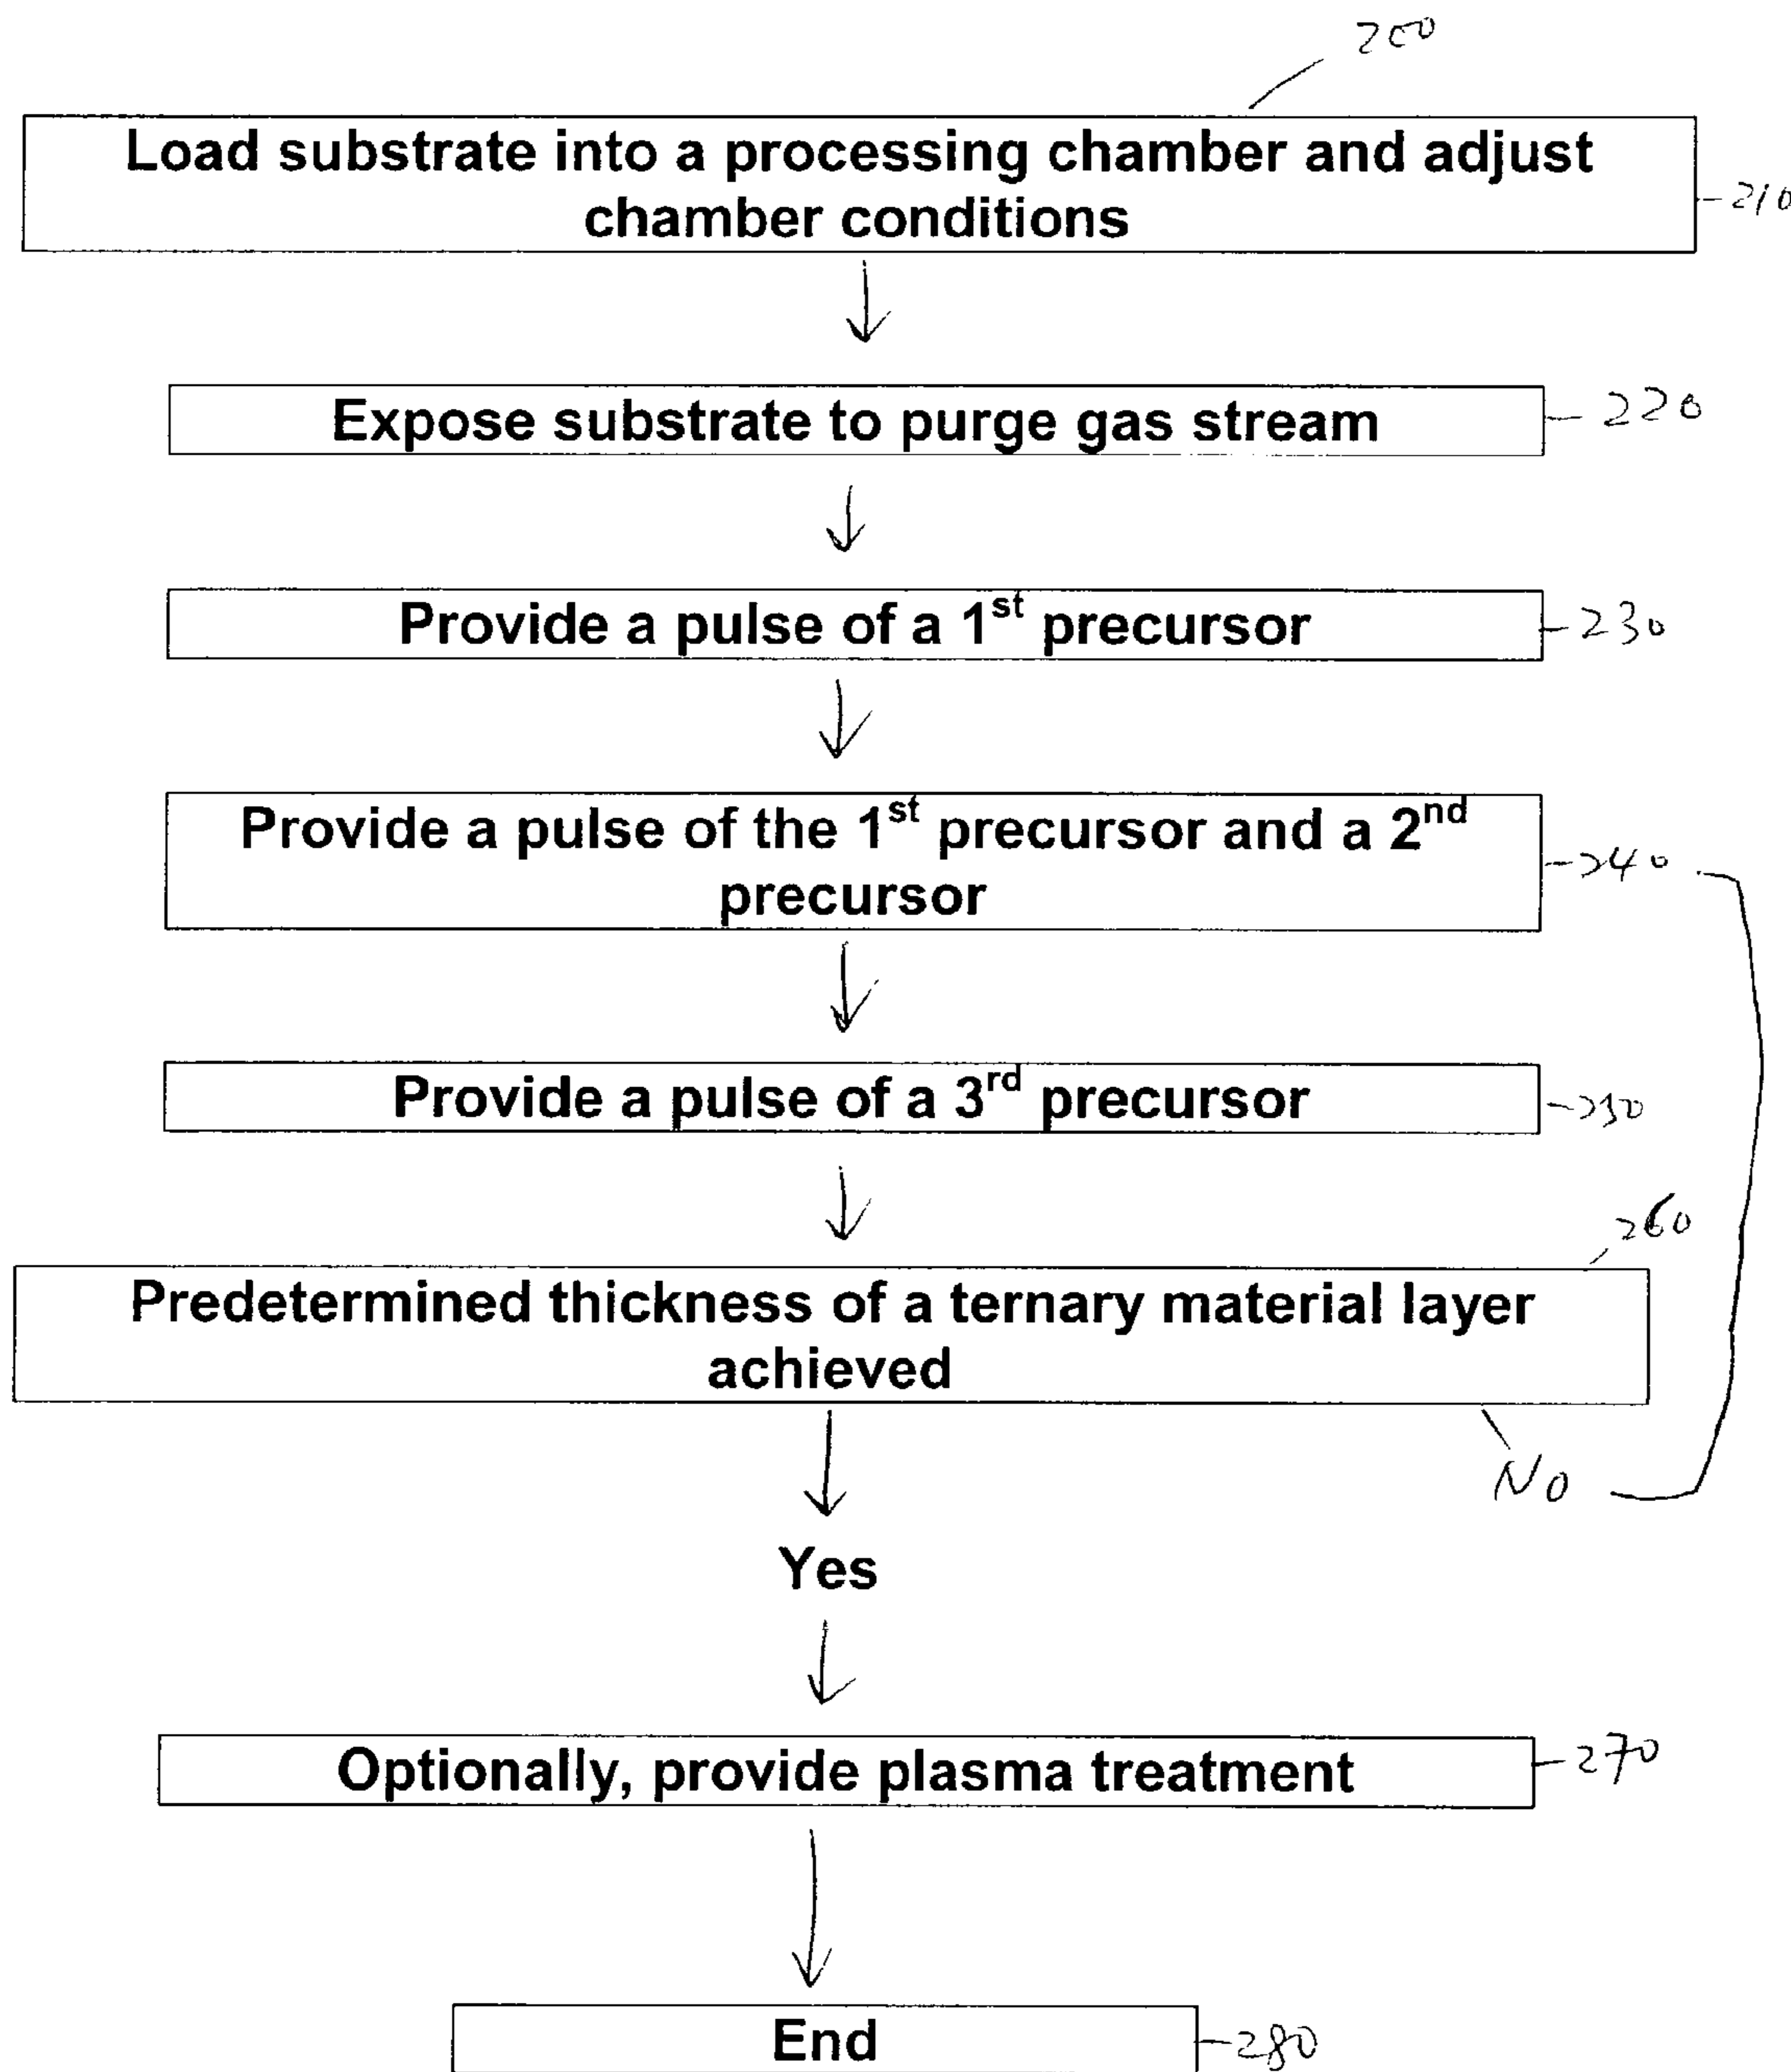 200
Load substrate into a processing chamber and adjust
chamber conditions
210
Expose substrate to purge gas stream
220
Provide a pulse of a 1st precursor
230
Provide a pulse of the 1st precursor and a 2nd
precursor
240
Provide a pulse of a 3rd precursor
250
260
Predetermined thickness of a ternary material layer
achieved
No
Yes
Optionally, provide plasma treatment
270
End
280